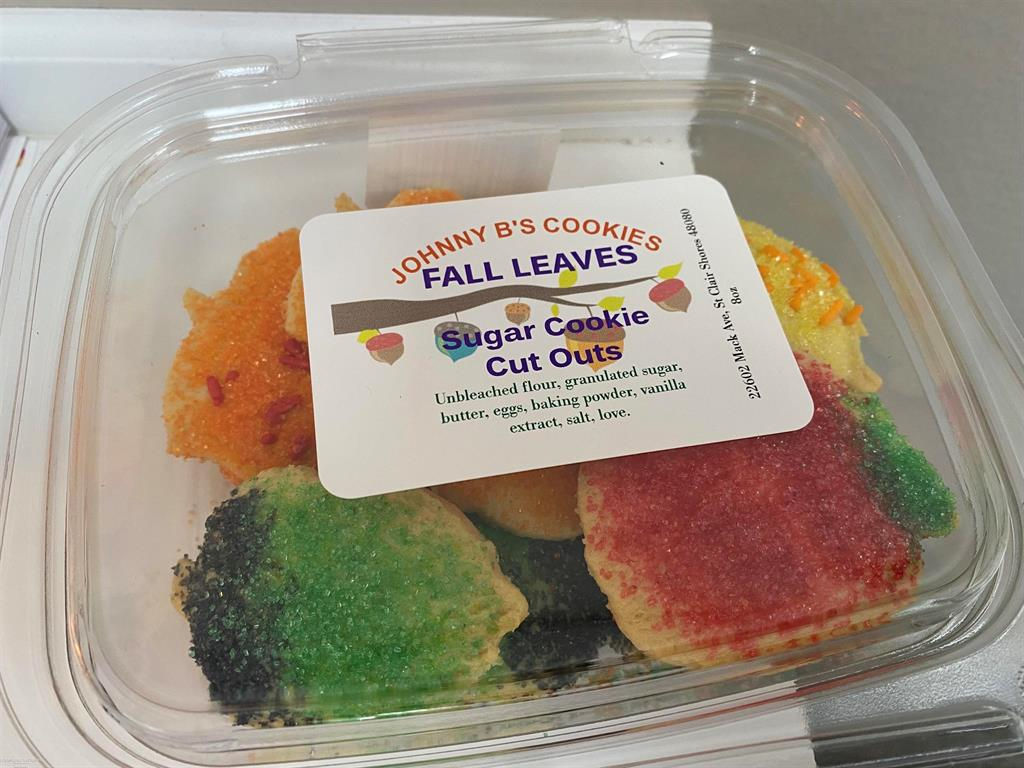 JOHNNY B'S COOKIES
FALL LEAVES
Sugar Cookie
Cut Outs
Unbleached flour, granulated sugar,
butter, eggs, baking powder, vanilla
extract, salt, love.
22602 Mack Ave, St Clair Shores 48080
8oz